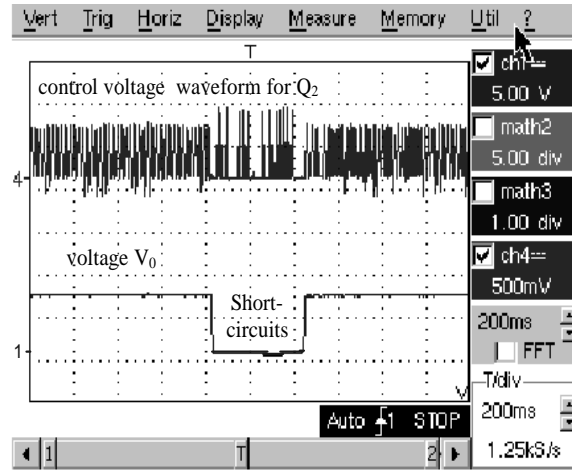 Vert Trig Horiz Display Measure Memory Util ?
T
control voltage waveform for Q2
4
voltage V0
Short-
circuits
1
ch1
5.00 V
math2
5.00 div
math3
1.00 div
ch4
500mV
200ms
FFT
T/div
200ms
1.25kS/s
Auto 1 STOP
1 T 2